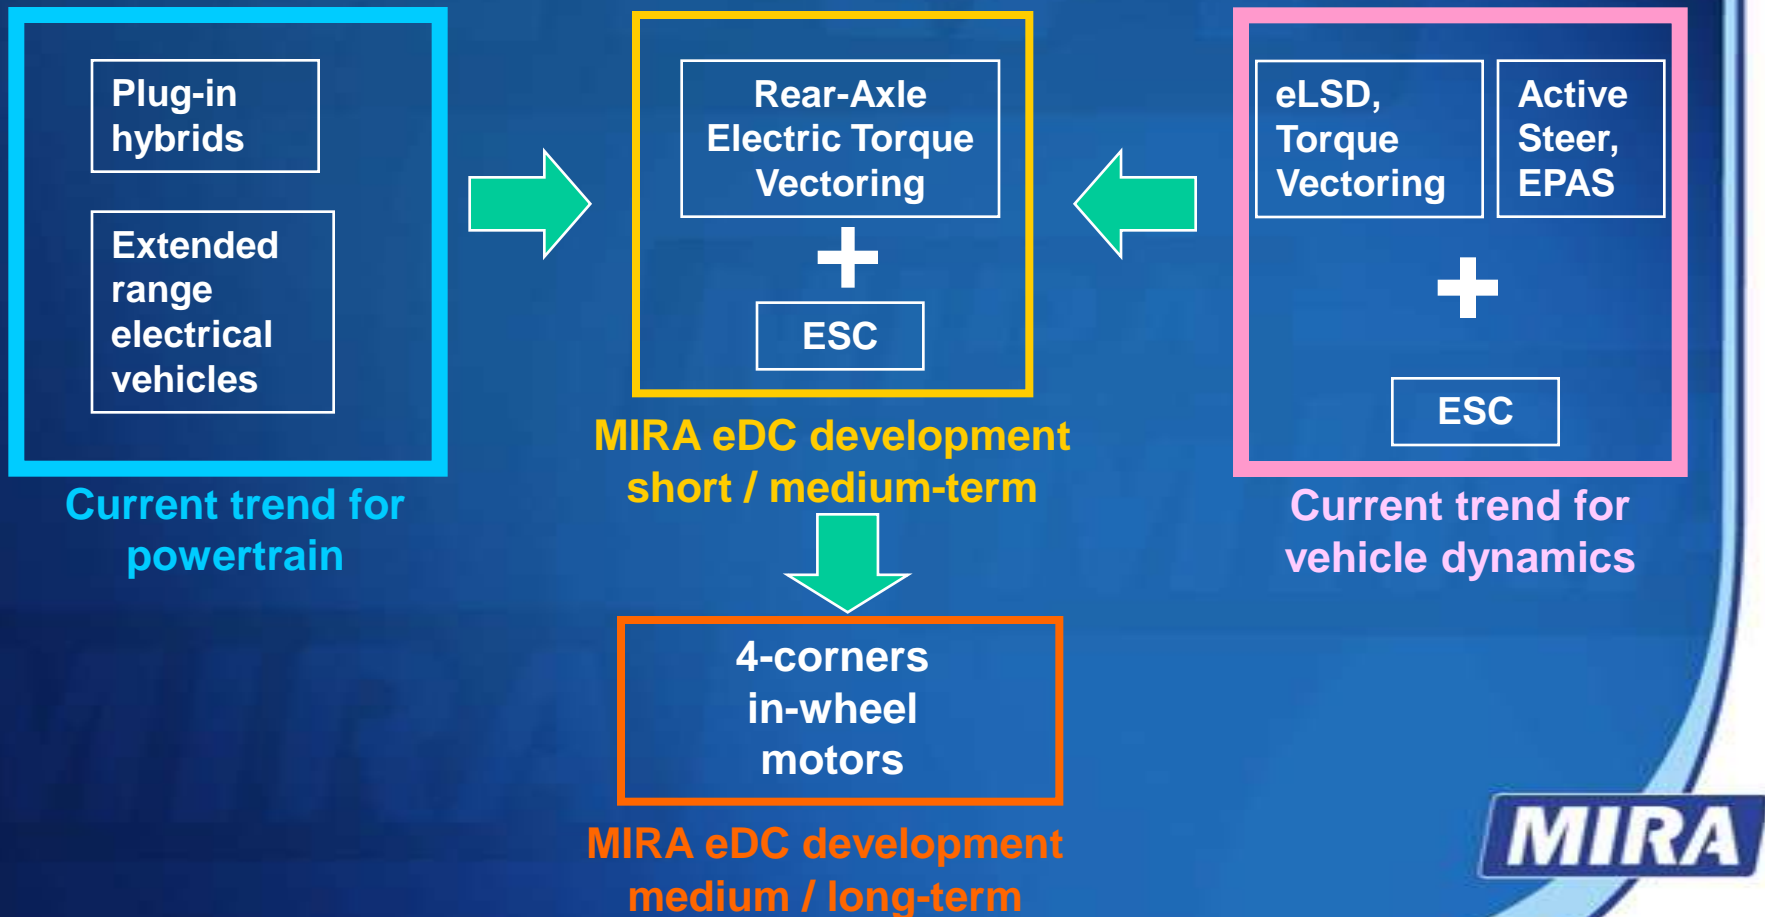 Plug-in
hybrids
Extended
range
electrical
vehicles
Current trend for
powertrain
Rear-Axle
Electric Torque
Vectoring
+
ESC
MIRA eDC development
short / medium-term
eLSD,
Torque
Vectoring
Active
Steer,
EPAS
+
ESC
Current trend for
vehicle dynamics
4-corners
in-wheel
motors
MIRA eDC development
medium / long-term
MIRA